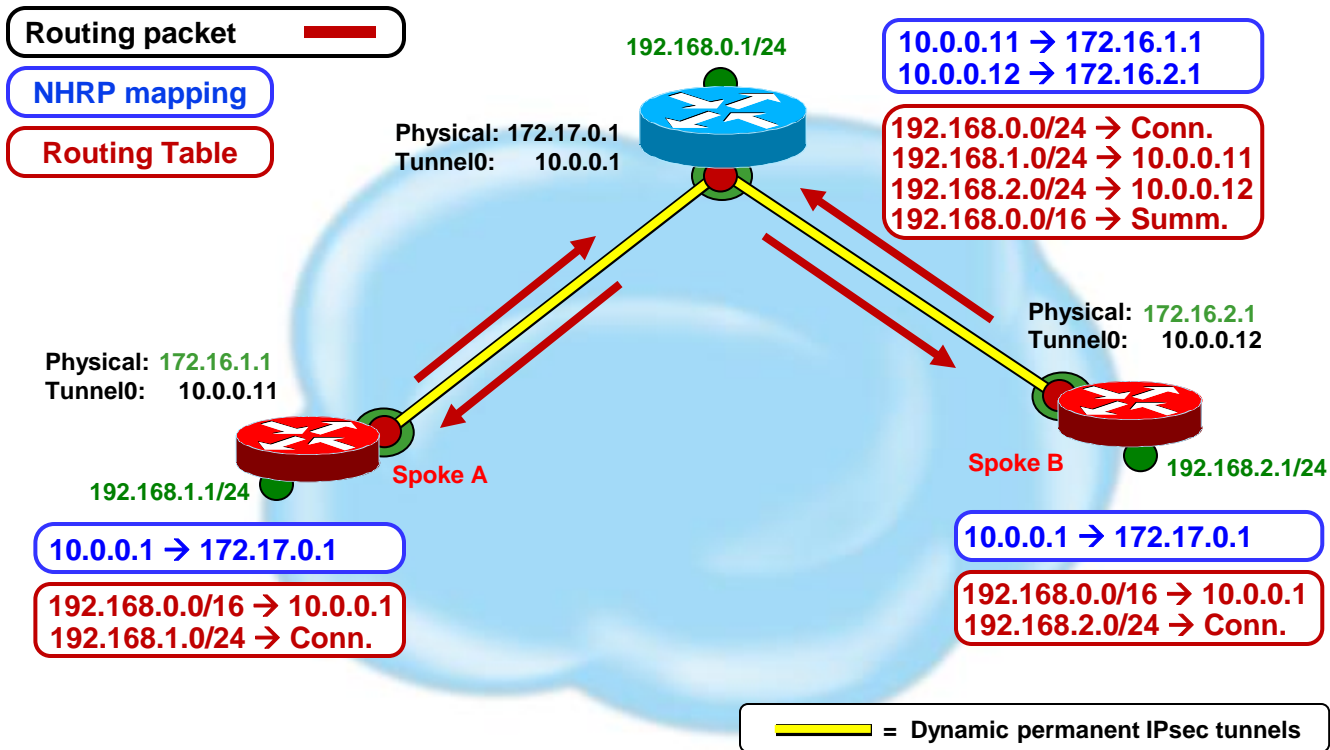 Routing packet
NHRP mapping
Routing Table
192.168.0.1/24
Physical: 172.17.0.1
Tunnel0: 10.0.0.1
10.0.0.11 → 172.16.1.1
10.0.0.12 → 172.16.2.1
192.168.0.0/24 → Conn.
192.168.1.0/24 → 10.0.0.11
192.168.2.0/24 → 10.0.0.12
192.168.0.0/16 → Summ.
Physical: 172.16.1.1
Tunnel0: 10.0.0.11
Spoke A
192.168.1.1/24
10.0.0.1 → 172.17.0.1
192.168.0.0/16 → 10.0.0.1
192.168.1.0/24 → Conn.
Physical: 172.16.2.1
Tunnel0: 10.0.0.12
Spoke B
192.168.2.1/24
10.0.0.1 → 172.17.0.1
192.168.0.0/16 → 10.0.0.1
192.168.2.0/24 → Conn.
= Dynamic permanent IPsec tunnels